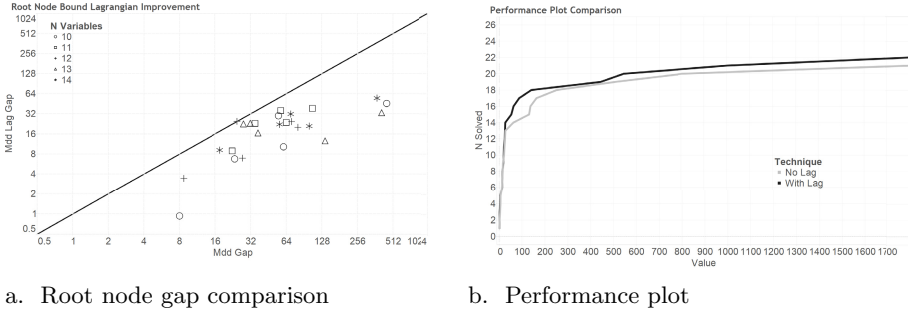 Root Node Bound Lagrangian Improvement
1024
512
256
128
64
32
16
8
4
2
1
0.5
Mdd Lag Gap
N Variables
10
11
12
13
14
0.5 1 2 4 8 16 32 64 128 256 512 1024
Mdd Gap
a. Root node gap comparison
Performance Plot Comparison
26
24
22
20
18
16
14
12
10
8
6
4
2
0
N Solved
Technique
No Lag
With Lag
0 100 200 300 400 500 600 700 800 900 1000 1100 1200 1300 1400 1500 1600 1700
Value
b. Performance plot